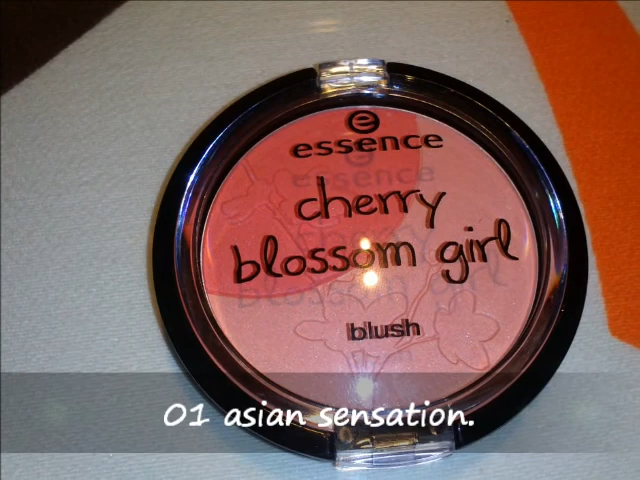 e
essence
cherry
blossom girl
blush
01 asian sensation.